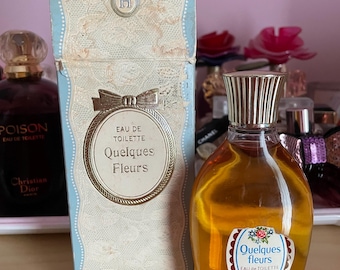 H
POISON
EAU DE TOILETTE
Christian
Dior
EAU DE
TOILETTE
Quelques
Fleurs
Quelques
fleurs
EAU DE TOILETTE